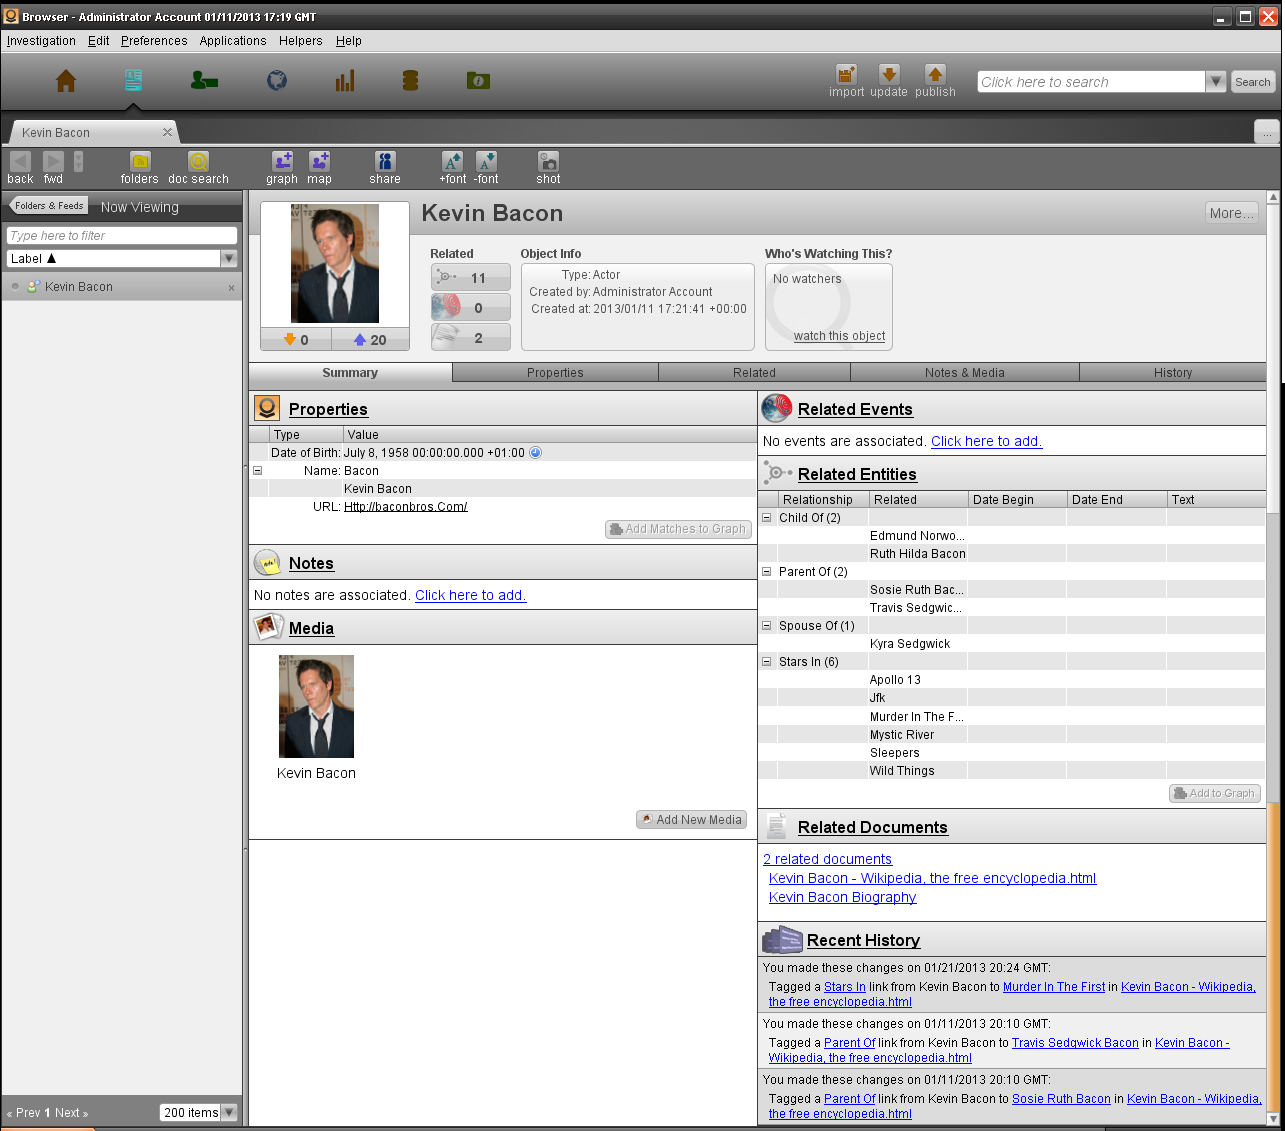 Browser - Administrator Account 01/11/2013 17:19 GMT
Investigation Edit Preferences Applications Helpers Help
import update publish
Click here to search
Search
Kevin Bacon
...
back fwd folders doc search graph map share +font -font shot
Folders & Feeds Now Viewing
Type here to filter
Label ▲
Kevin Bacon
« Prev 1 Next »
200 items
Kevin Bacon
More...
0 20
Related
11
0
2
Object Info
Type: Actor
Created by: Administrator Account
Created at: 2013/01/11 17:21:41 +00:00
Who's Watching This?
No watchers
watch this object
Summary Properties Related Notes & Media History
Properties
Type Value
Date of Birth: July 8, 1958 00:00:00.000 +01:00
Name: Bacon
Kevin Bacon
URL: Http://baconbros.Com/
Add Matches to Graph
Notes
No notes are associated. Click here to add.
Media
Kevin Bacon
Add New Media
Related Events
No events are associated. Click here to add.
Related Entities
Relationship Related Date Begin Date End Text
Child Of (2)
Edmund Norwo...
Ruth Hilda Bacon
Parent Of (2)
Sosie Ruth Bac...
Travis Sedgwic...
Spouse Of (1)
Kyra Sedgwick
Stars In (6)
Apollo 13
Jfk
Murder In The F...
Mystic River
Sleepers
Wild Things
Add to Graph
Related Documents
2 related documents
Kevin Bacon - Wikipedia, the free encyclopedia.html
Kevin Bacon Biography
Recent History
You made these changes on 01/21/2013 20:24 GMT:
Tagged a Stars In link from Kevin Bacon to Murder In The First in Kevin Bacon - Wikipedia,
the free encyclopedia.html
You made these changes on 01/11/2013 20:10 GMT:
Tagged a Parent Of link from Kevin Bacon to Travis Sedgwick Bacon in Kevin Bacon -
Wikipedia, the free encyclopedia.html
You made these changes on 01/11/2013 20:10 GMT:
Tagged a Parent Of link from Kevin Bacon to Sosie Ruth Bacon in Kevin Bacon - Wikipedia,
the free encyclopedia.html